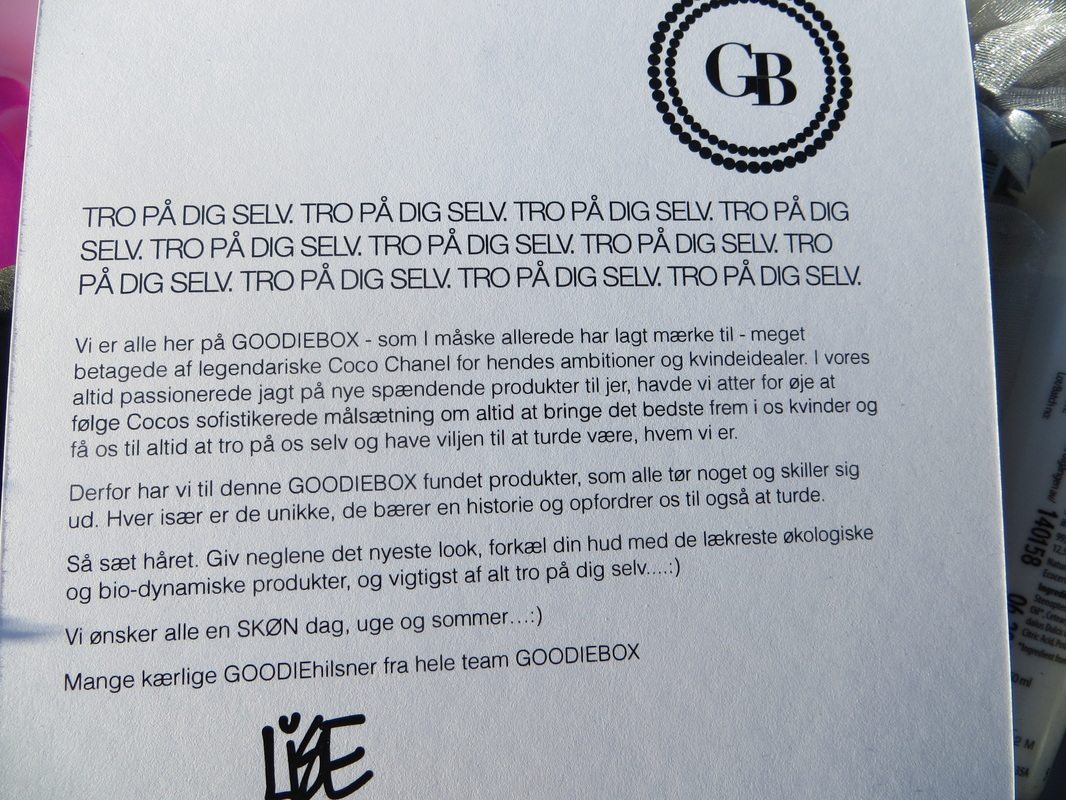 GB
TRO PÅ DIG SELV. TRO PÅ DIG SELV. TRO PÅ DIG SELV. TRO PÅ DIG
SELV. TRO PÅ DIG SELV. TRO PÅ DIG SELV. TRO PÅ DIG SELV. TRO
PÅ DIG SELV. TRO PÅ DIG SELV. TRO PÅ DIG SELV. TRO PÅ DIG SELV.
Vi er alle her på GOODIEBOX - som I måske allerede har lagt mærke til - meget
betagede af legendariske Coco Chanel for hendes ambitioner og kvindeidealer. I vores
altid passionerede jagt på nye spændende produkter til jer, havde vi atter for øje at
følge Cocos sofistikerede målsætning om altid at bringe det bedste frem i os kvinder og
få os til altid at tro på os selv og have viljen til at turde være, hvem vi er.
Derfor har vi til denne GOODIEBOX fundet produkter, som alle tør noget og skiller sig
ud. Hver især er de unikke, de bærer en historie og opfordrer os til også at turde.
Så sæt håret. Giv neglene det nyeste look, forkæl din hud med de lækreste økologiske
og bio-dynamiske produkter, og vigtigst af alt tro på dig selv....:)
Vi ønsker alle en SKØN dag, uge og sommer...:)
Mange kærlige GOODIEhilsner fra hele team GOODIEBOX
LiSE
140158